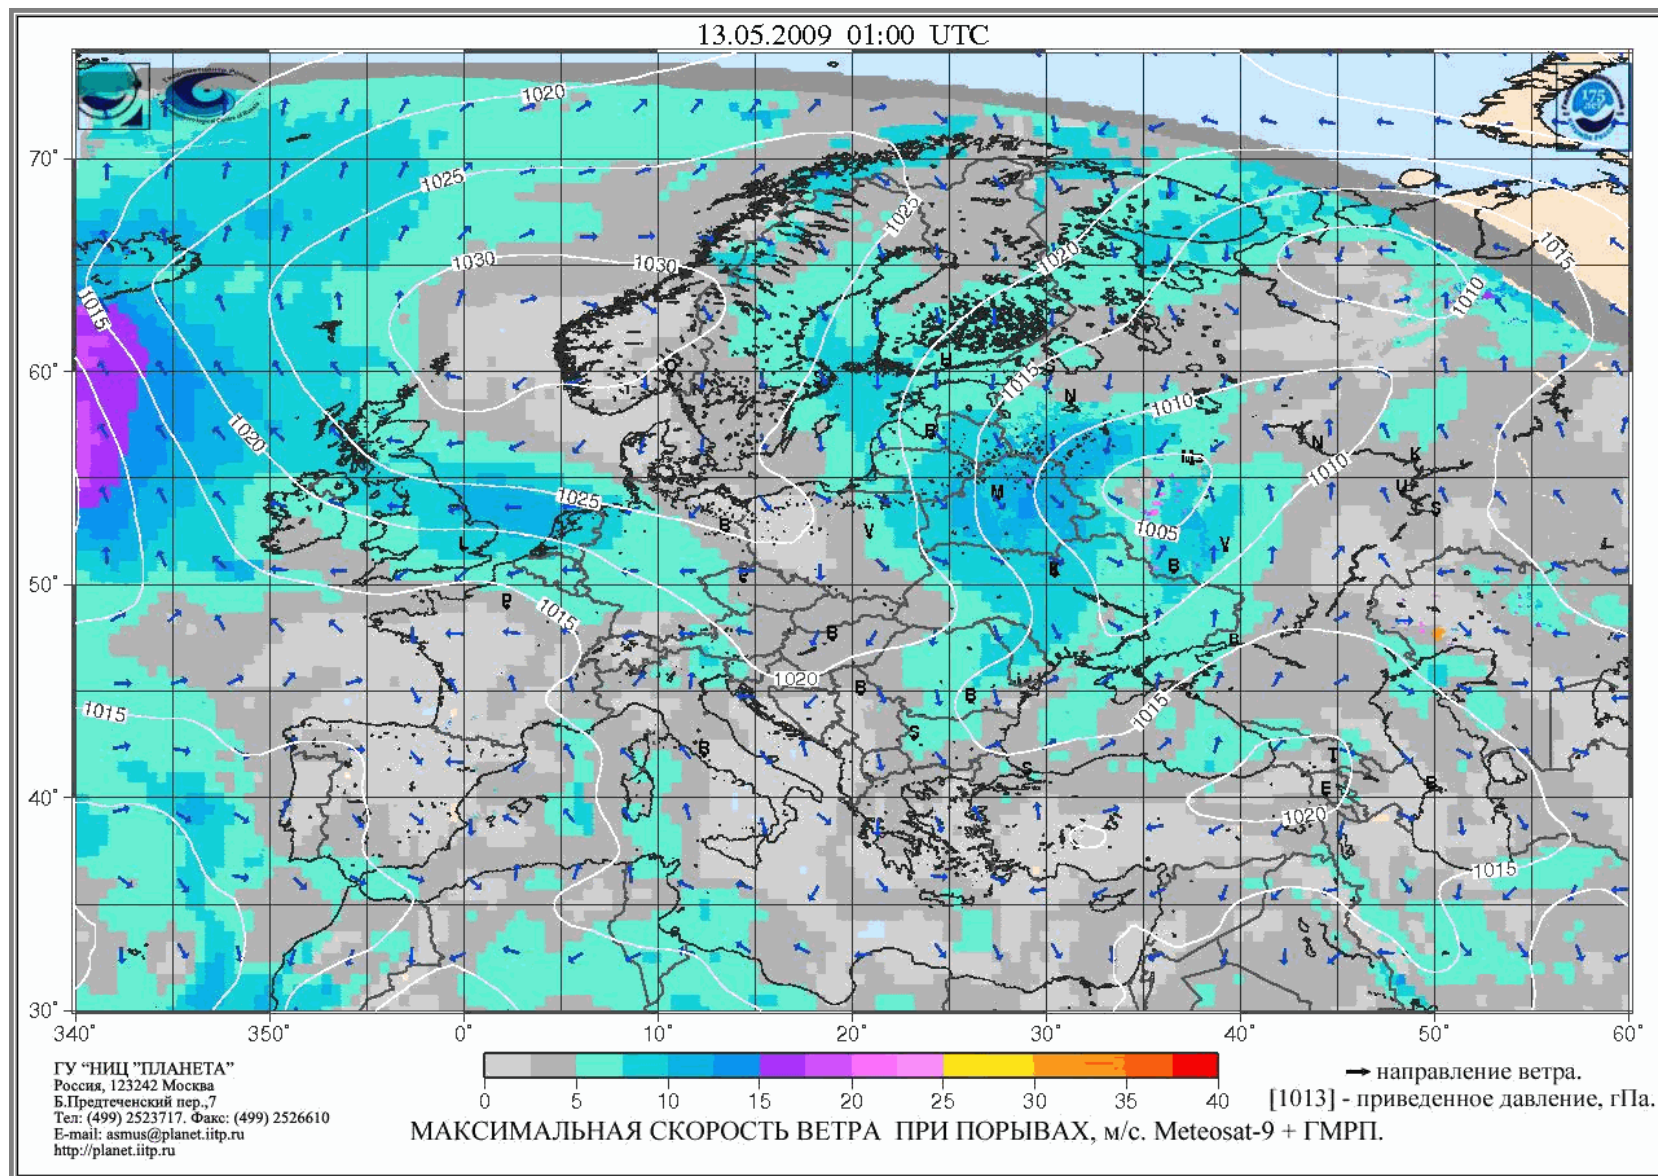 13.05.2009 01:00 UTC
1020
70°
1025
1025
175
лет
1030
1030
1020
1015
1010
1015
60°
O
H
N
1015
1020
B
1010
N
K
M
1010
U
S
1025
M
B
V
1005
V
L
B
K
50°
P
1015
B
B
1020
B
B
1015
1015
S
B
T
S
E
B
40°
1020
1015
30°
340° 350° 0° 10° 20° 30° 40° 50° 60°
ГУ “НИЦ ”ПЛАНЕТА”
Россия, 123242 Москва
Б.Предтеченский пер.,7
Тел: (499) 2523717. Факс: (499) 2526610
E-mail: asmus@planet.iitp.ru
http://planet.iitp.ru
0 5 10 15 20 25 30 35 40
МАКСИМАЛЬНАЯ СКОРОСТЬ ВЕТРА ПРИ ПОРЫВАХ, м/с. Meteosat-9 + ГМРП.
направление ветра.
[1013] - приведенное давление, гПа.